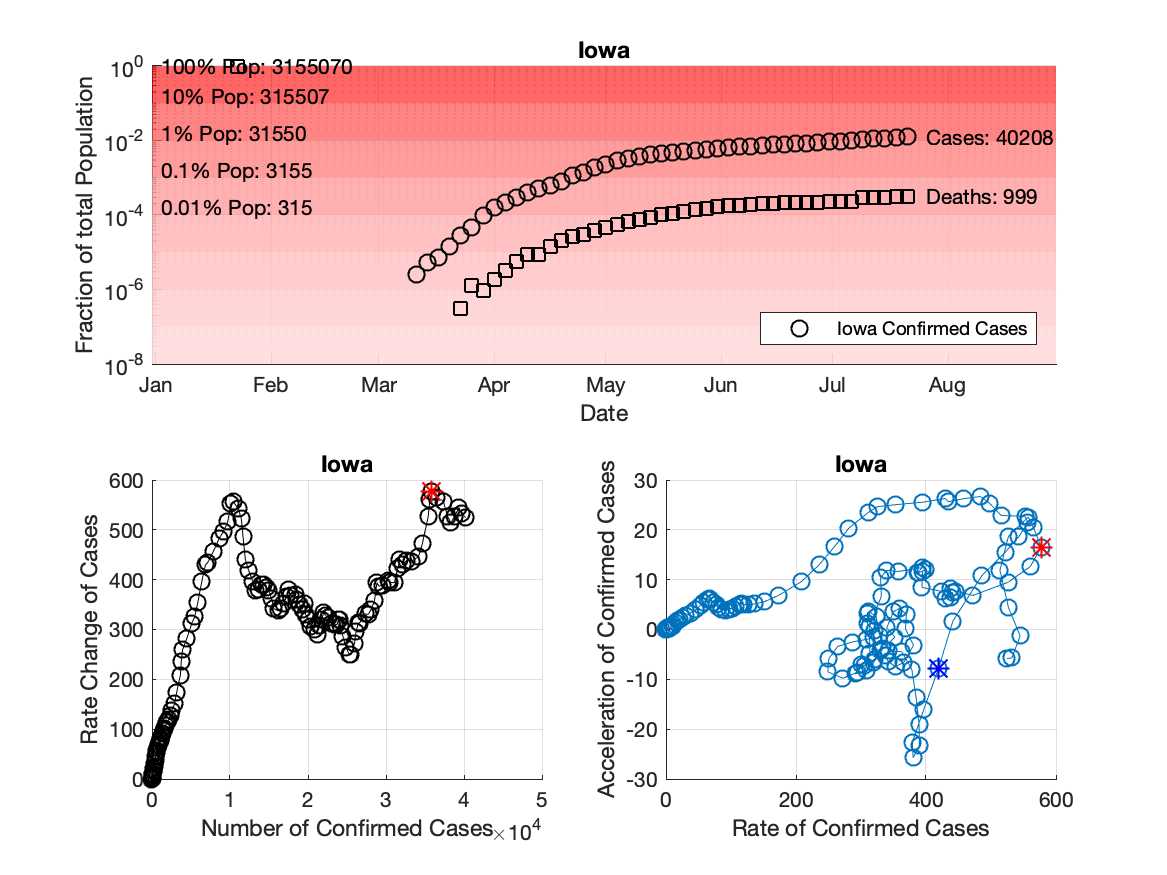 Iowa
10^0
10^-2
10^-4
10^-6
10^-8
Fraction of total Population
100% Pop: 3155070
10% Pop: 315507
1% Pop: 31550
0.1% Pop: 3155
0.01% Pop: 315
Cases: 40208
Deaths: 999
Iowa Confirmed Cases
Jan Feb Mar Apr May Jun Jul Aug
Date
Iowa
600
500
400
300
200
100
0
Rate Change of Cases
0 1 2 3 4 5
Number of Confirmed Cases ×10^4
Iowa
30
20
10
0
-10
-20
-30
Acceleration of Confirmed Cases
0 200 400 600
Rate of Confirmed Cases